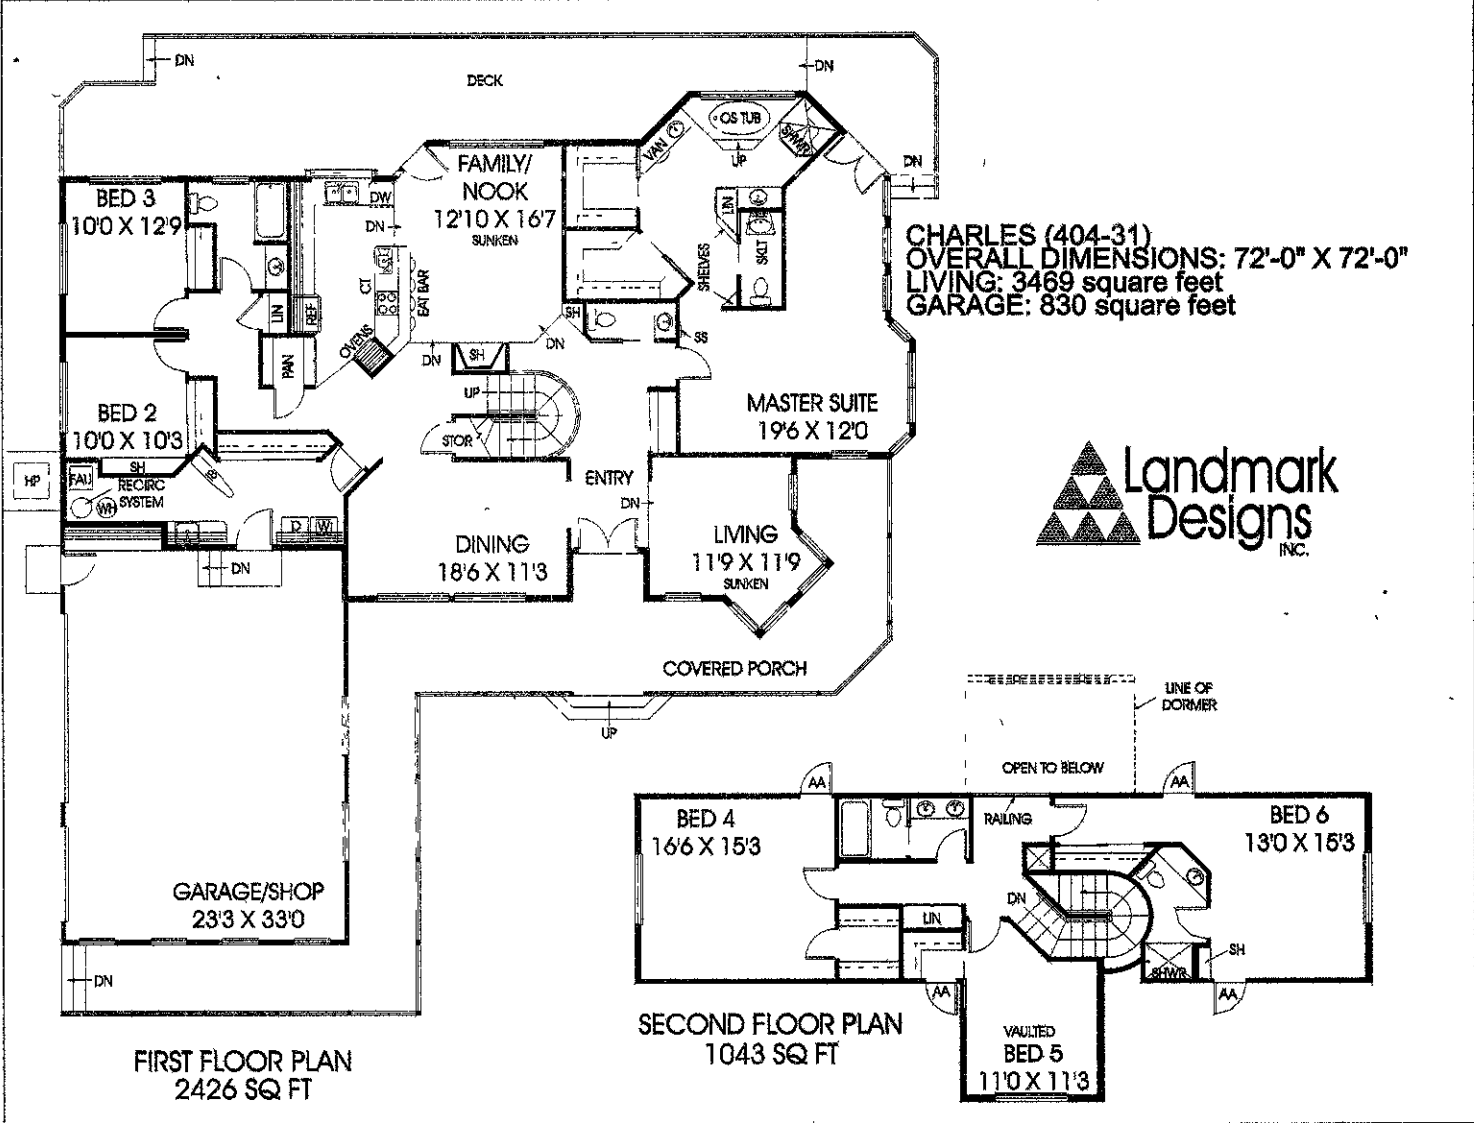 DN
DECK
DN
OS TUB
VAN
SHWR
UP
DN
FAMILY/
NOOK
12'10 X 16'7
SUNKEN
BED 3
10'0 X 12'9
DW
DN
LIN
SKLT
SHELVES
CT
EAT BAR
REF
LIN
OVENS
PAN
DN
SH
DN
SH
SS
CHARLES (404-31)
OVERALL DIMENSIONS: 72'-0" X 72'-0"
LIVING: 3469 square feet
GARAGE: 830 square feet
UP
STOR
BED 2
10'0 X 10'3
MASTER SUITE
19'6 X 12'0
HP
FAU
SH
RECIRC
SYSTEM
WH
SB
D
W
ENTRY
DN
DINING
18'6 X 11'3
LIVING
11'9 X 11'9
SUNKEN
DN
Landmark
Designs
INC.
COVERED PORCH
UP
GARAGE/SHOP
23'3 X 33'0
DN
FIRST FLOOR PLAN
2426 SQ FT
LINE OF
DORMER
OPEN TO BELOW
AA
AA
RAILING
BED 4
16'6 X 15'3
BED 6
13'0 X 15'3
DN
LIN
SH
SHWR
AA
AA
VAULTED
BED 5
11'0 X 11'3
SECOND FLOOR PLAN
1043 SQ FT